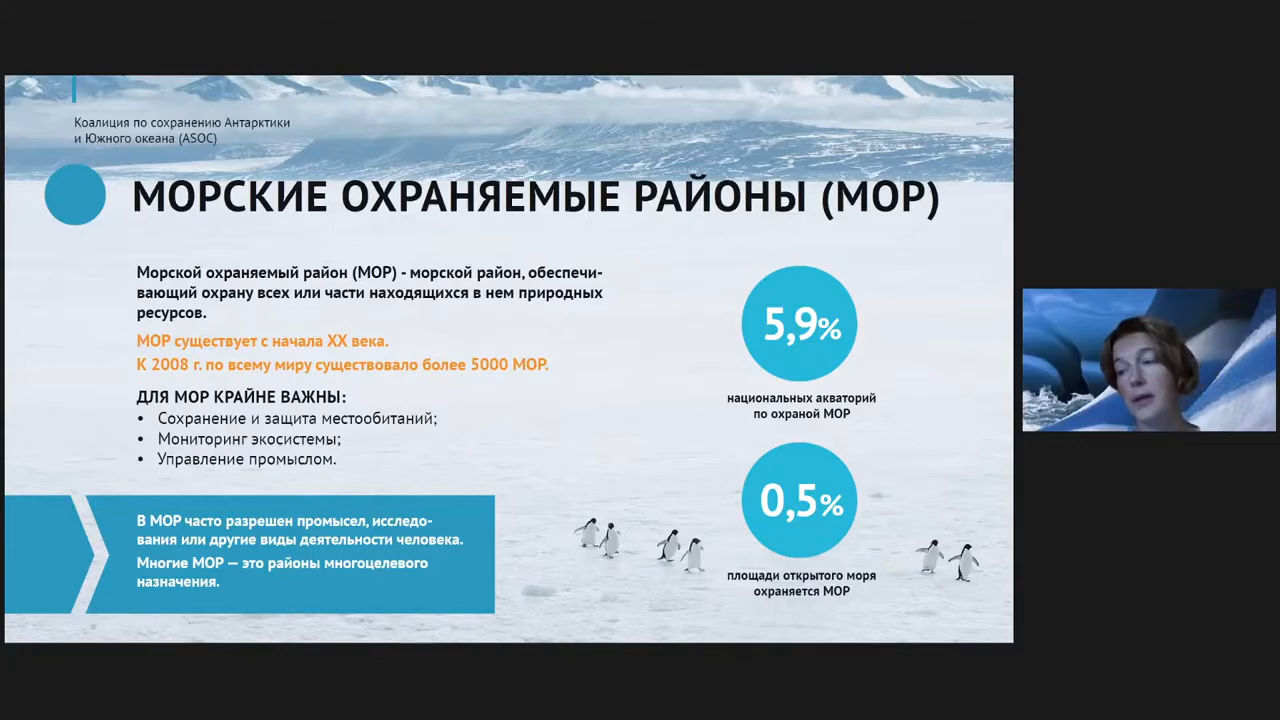 Коалиция по сохранению Антарктики
и Южного океана (ASOC)
МОРСКИЕ ОХРАНЯЕМЫЕ РАЙОНЫ (МОР)
Морской охраняемый район (МОР) - морской район, обеспечи-
вающий охрану всех или части находящихся в нем природных
ресурсов.
МОР существует с начала XX века.
К 2008 г. по всему миру существовало более 5000 МОР.
ДЛЯ МОР КРАЙНЕ ВАЖНЫ:
• Сохранение и защита местообитаний;
• Мониторинг экосистемы;
• Управление промыслом.
В МОР часто разрешен промысел, исследо-
вания или другие виды деятельности человека.
Многие МОР — это районы многоцелевого
назначения.
5,9%
национальных акваторий
по охраной МОР
0,5%
площади открытого моря
охраняется МОР